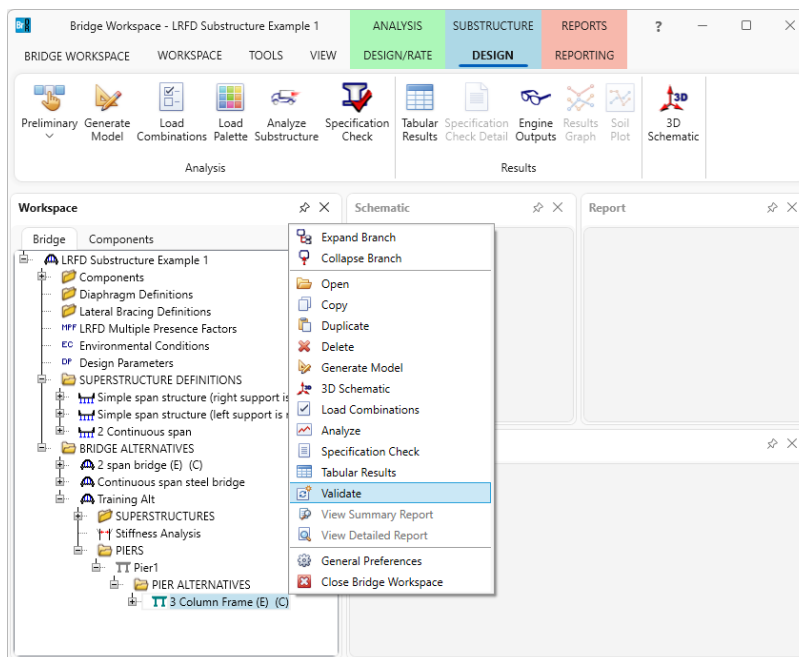 Br
Bridge Workspace - LRFD Substructure Example 1
ANALYSIS
SUBSTRUCTURE
REPORTS
?
BRIDGE WORKSPACE
WORKSPACE
TOOLS
VIEW
DESIGN/RATE
DESIGN
REPORTING
Preliminary
Generate
Model
Load
Combinations
Load
Palette
Analyze
Substructure
Specification
Check
Tabular
Results
Specification
Check Detail
Engine
Outputs
Results
Graph
Soil
Plot
3D
3D
Schematic
Analysis
Results
Workspace
Schematic
Report
Bridge
Components
LRFD Substructure Example 1
Components
Diaphragm Definitions
Lateral Bracing Definitions
MPF LRFD Multiple Presence Factors
EC Environmental Conditions
DP Design Parameters
SUPERSTRUCTURE DEFINITIONS
Simple span structure (right support is
Simple span structure (left support is
2 Continuous span
BRIDGE ALTERNATIVES
2 span bridge (E) (C)
Continuous span steel bridge
Training Alt
SUPERSTRUCTURES
Stiffness Analysis
PIERS
Pier1
PIER ALTERNATIVES
3 Column Frame (E) (C)
Expand Branch
Collapse Branch
Open
Copy
Duplicate
Delete
Generate Model
3D Schematic
Load Combinations
Analyze
Specification Check
Tabular Results
Validate
View Summary Report
View Detailed Report
General Preferences
Close Bridge Workspace